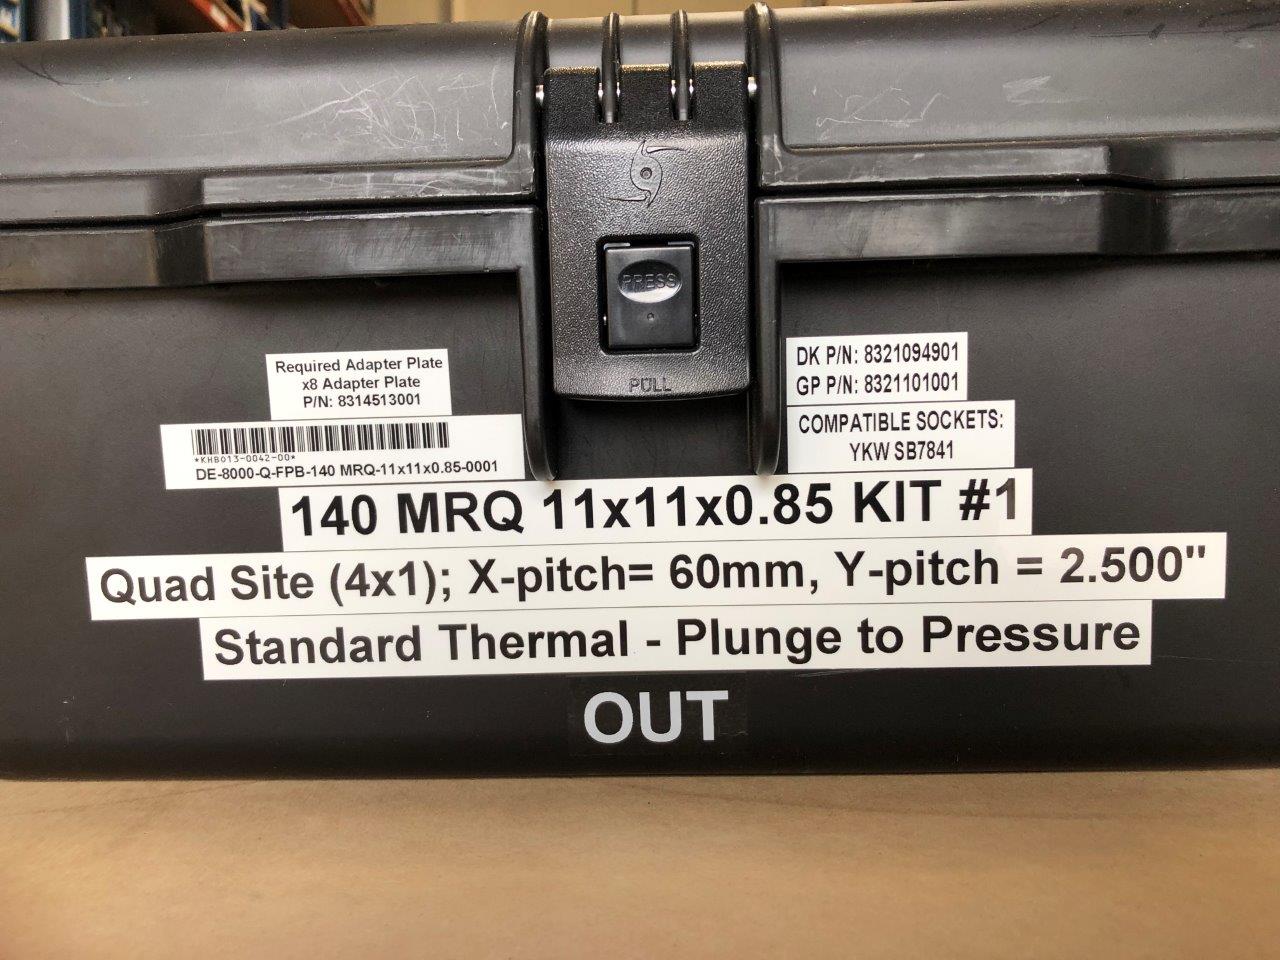 PRESS
PULL
Required Adapter Plate
x8 Adapter Plate
P/N: 8314513001
DK P/N: 8321094901
GP P/N: 8321101001
COMPATIBLE SOCKETS:
YKW SB7841
*KHB013-0042-00*
DE-8000-Q-FPB-140 MRQ-11x11x0.85-0001
140 MRQ 11x11x0.85 KIT #1
Quad Site (4x1); X-pitch= 60mm, Y-pitch = 2.500"
Standard Thermal - Plunge to Pressure
OUT